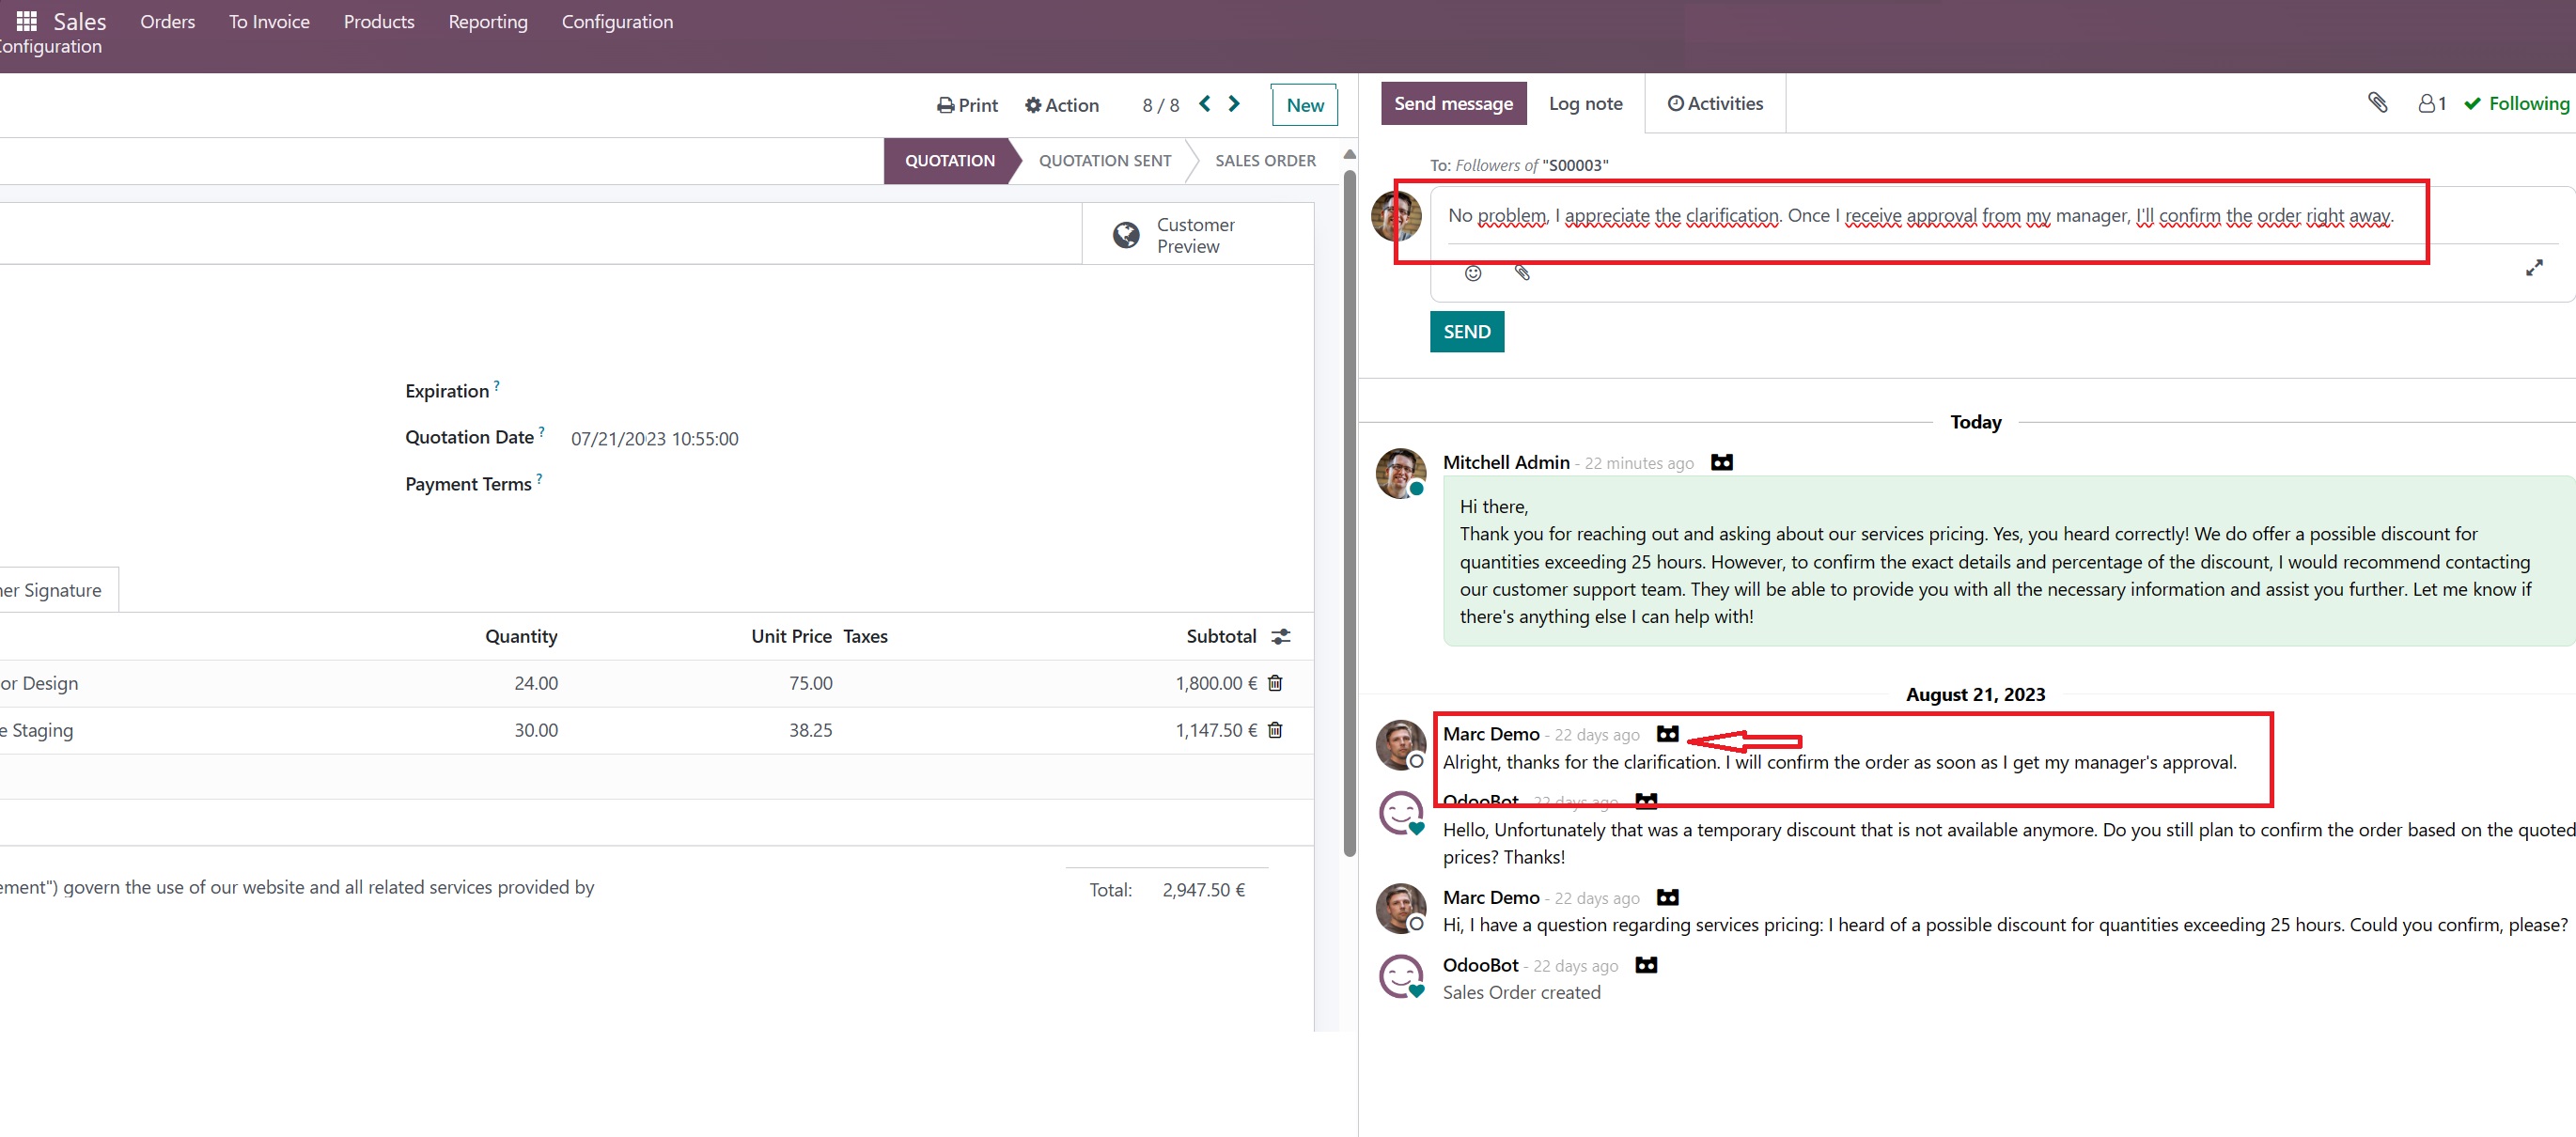 Sales Orders To Invoice Products Reporting Configuration
onfiguration
Print Action 8 / 8 New
QUOTATION QUOTATION SENT SALES ORDER
Customer
Preview
Expiration ?
Quotation Date ? 07/21/2023 10:55:00
Payment Terms ?
er Signature
Quantity Unit Price Taxes Subtotal
or Design 24.00 75.00 1,800.00 €
e Staging 30.00 38.25 1,147.50 €
ement") govern the use of our website and all related services provided by
Total: 2,947.50 €
Send message Log note Activities 1 Following
To: Followers of "S00003"
No problem, I appreciate the clarification. Once I receive approval from my manager, I'll confirm the order right away.
SEND
Today
Mitchell Admin - 22 minutes ago
Hi there,
Thank you for reaching out and asking about our services pricing. Yes, you heard correctly! We do offer a possible discount for
quantities exceeding 25 hours. However, to confirm the exact details and percentage of the discount, I would recommend contacting
our customer support team. They will be able to provide you with all the necessary information and assist you further. Let me know if
there's anything else I can help with!
August 21, 2023
Marc Demo - 22 days ago
Alright, thanks for the clarification. I will confirm the order as soon as I get my manager's approval.
OdooBot - 22 days ago
Hello, Unfortunately that was a temporary discount that is not available anymore. Do you still plan to confirm the order based on the quoted
prices? Thanks!
Marc Demo - 22 days ago
Hi, I have a question regarding services pricing: I heard of a possible discount for quantities exceeding 25 hours. Could you confirm, please?
OdooBot - 22 days ago
Sales Order created